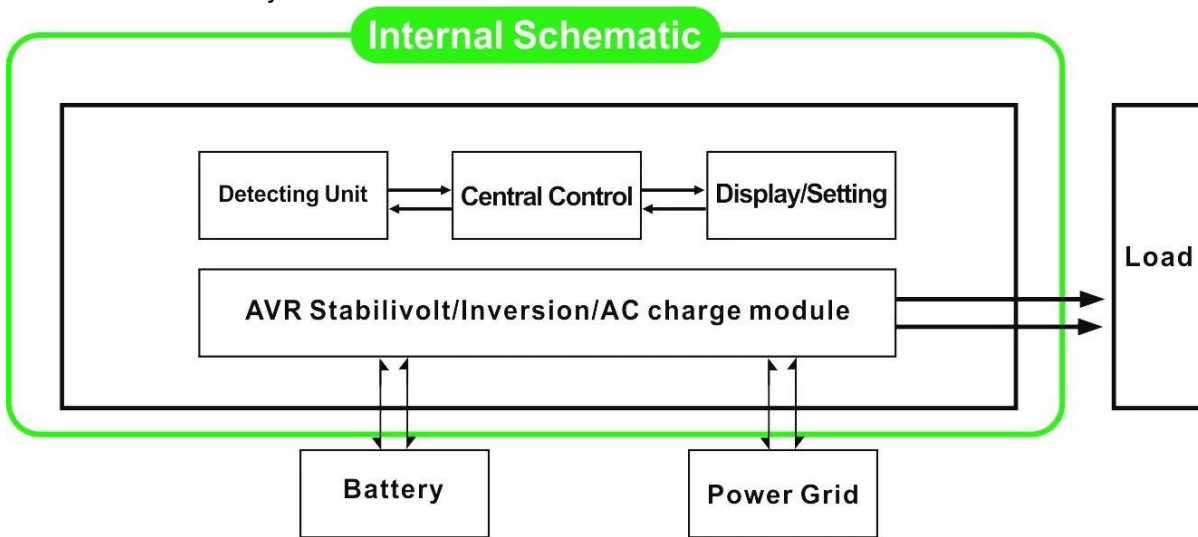 Internal Schematic
Detecting Unit
Central Control
Display/Setting
Load
AVR Stabilivolt/Inversion/AC charge module
Battery
Power Grid